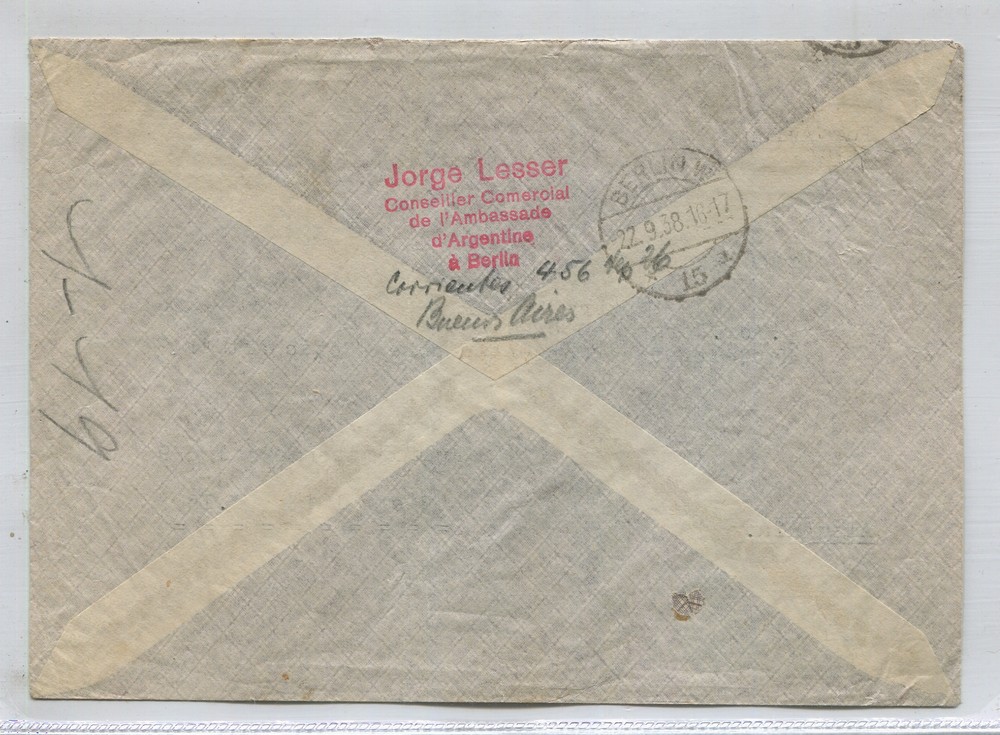 Jorge Lesser
Conseiller Comercial
de l'Ambassade
d'Argentine
à Berlin
Corrientes 456
Buenos Aires
BERLIN W
22.9.38.16-17
15